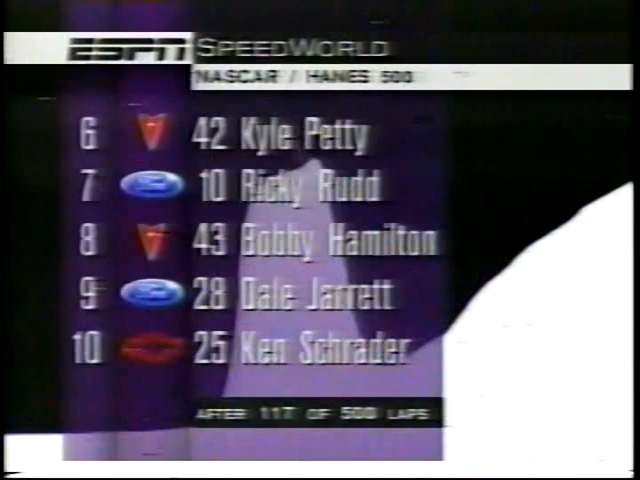 ESPN SPEEDWORLD
NASCAR / HANES 500
6 42 Kyle Petty
7 10 Ricky Rudd
8 43 Bobby Hamilton
9 28 Dale Jarrett
10 25 Ken Schrader
AFTER 117 OF 500 LAPS